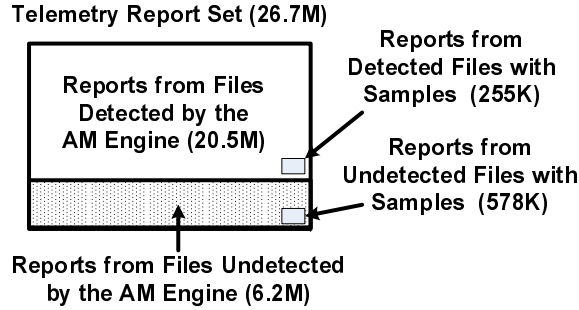 Telemetry Report Set (26.7M)
Reports from Files
Detected by the
AM Engine (20.5M)
Reports from
Detected Files with
Samples (255K)
Reports from
Undetected Files with
Samples (578K)
Reports from Files Undetected
by the AM Engine (6.2M)